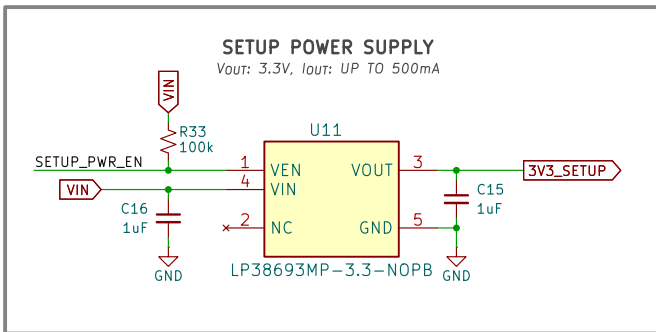 SETUP POWER SUPPLY
VOUT: 3.3V, IOUT: UP TO 500mA
VIN
R33
100k
U11
SETUP_PWR_EN
1 VEN VOUT 3
3V3_SETUP
VIN
4 VIN
C16
1uF
C15
1uF
2 NC GND 5
GND
LP38693MP-3.3-NOPB
GND